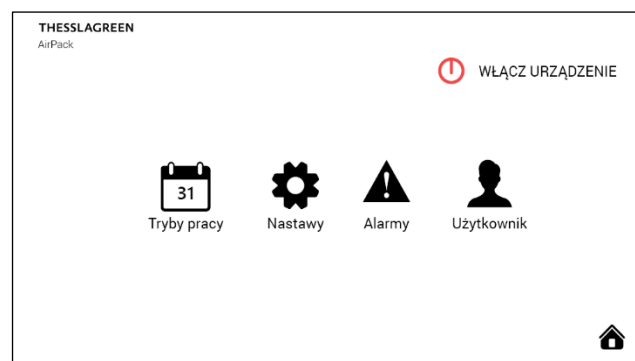 THESSLAGREEN
AirPack
WŁĄCZ URZĄDZENIE
31
Tryby pracy
Nastawy
Alarmy
Użytkownik